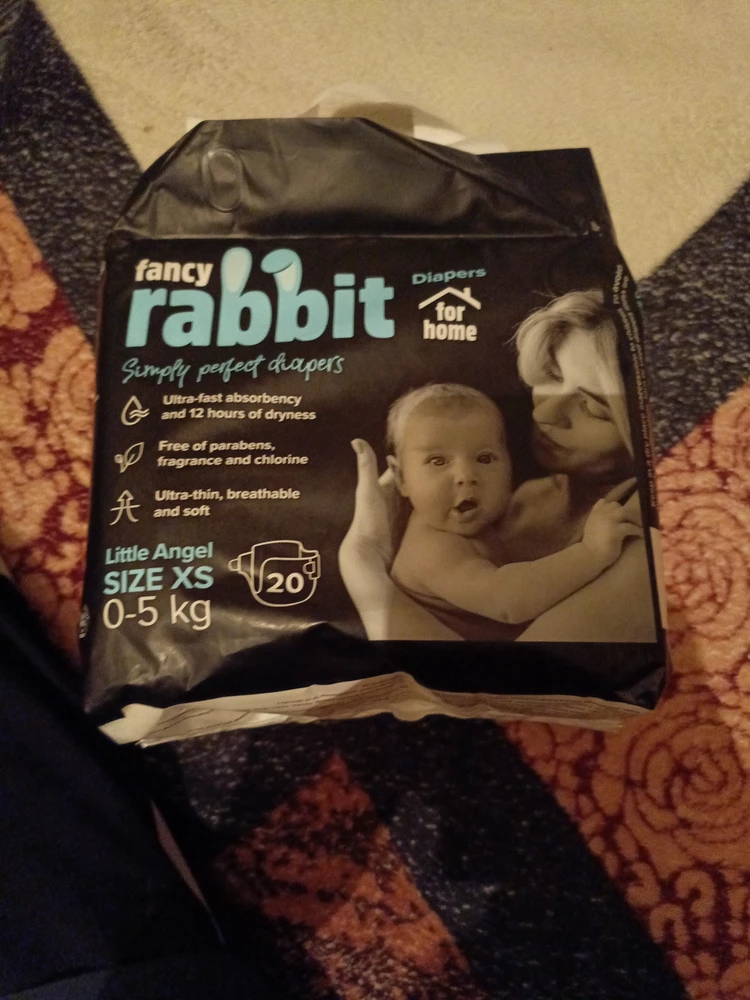 fancy
rabbit
Simply perfect diapers
Diapers
for
home
Ultra-fast absorbency
and 12 hours of dryness
Free of parabens,
fragrance and chlorine
Ultra-thin, breathable
and soft
Little Angel
SIZE XS
0-5 kg
20